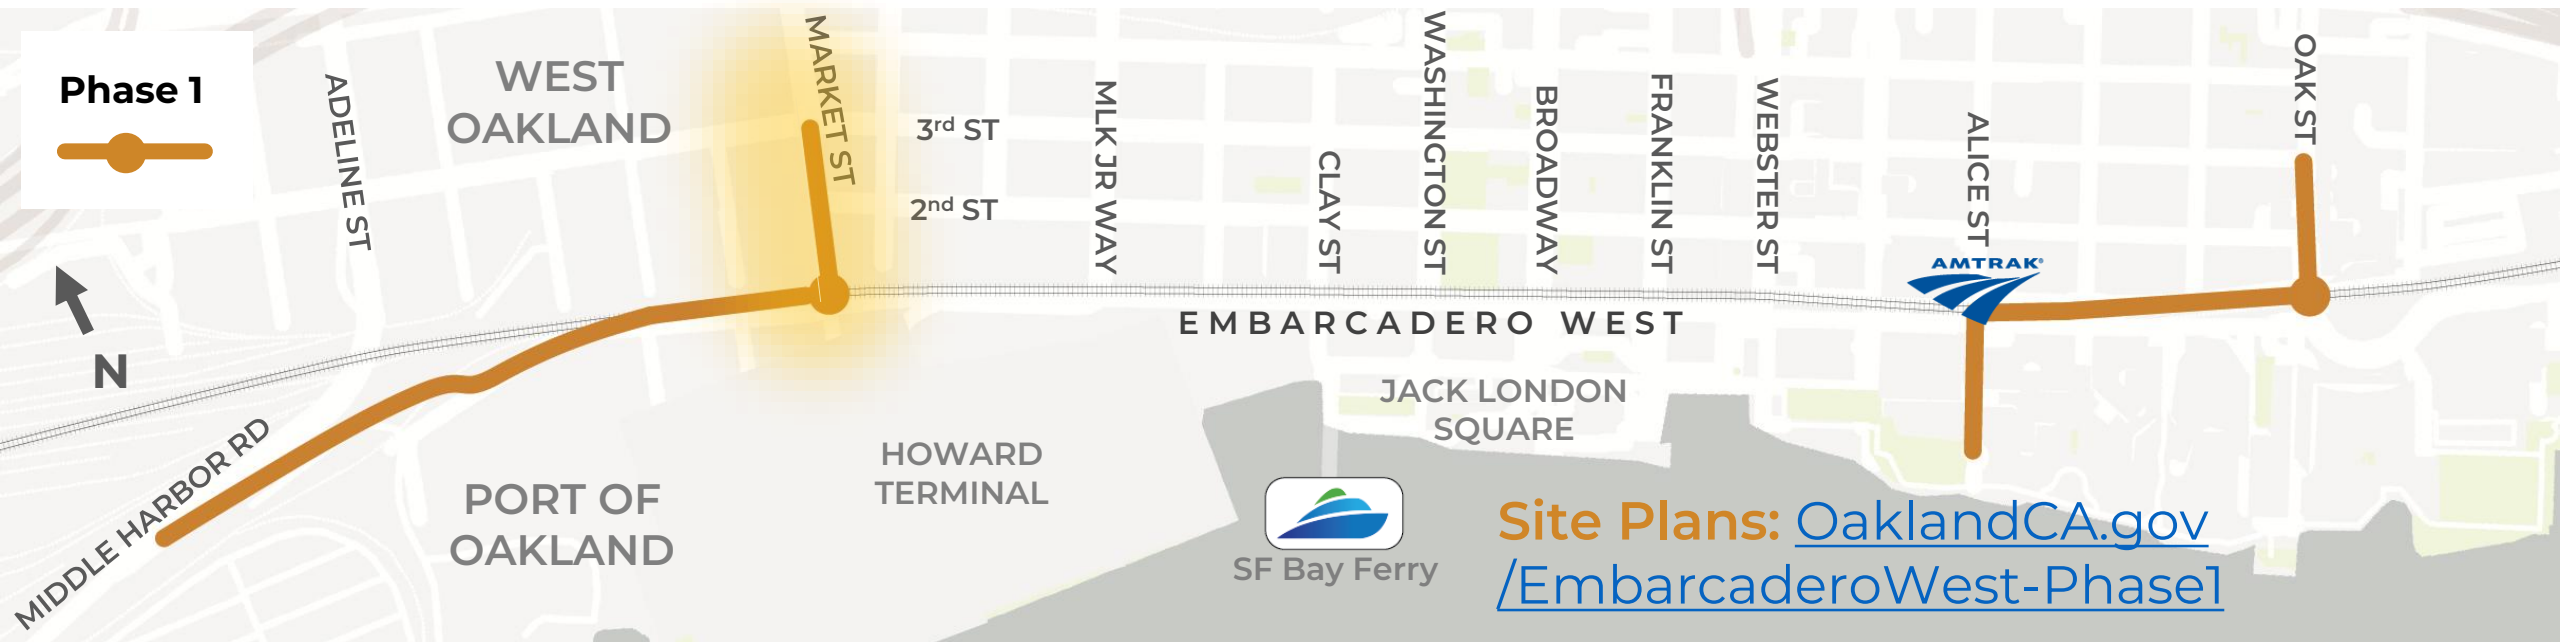 Phase 1
WEST
OAKLAND
ADELINE ST
MARKET ST
3rd ST
2nd ST
MLK JR WAY
CLAY ST
WASHINGTON ST
BROADWAY
FRANKLIN ST
WEBSTER ST
ALICE ST
OAK ST
AMTRAK®
N
EMBARCADERO WEST
JACK LONDON
SQUARE
MIDDLE HARBOR RD
PORT OF
OAKLAND
HOWARD
TERMINAL
SF Bay Ferry
Site Plans: OaklandCA.gov
/EmbarcaderoWest-Phase1